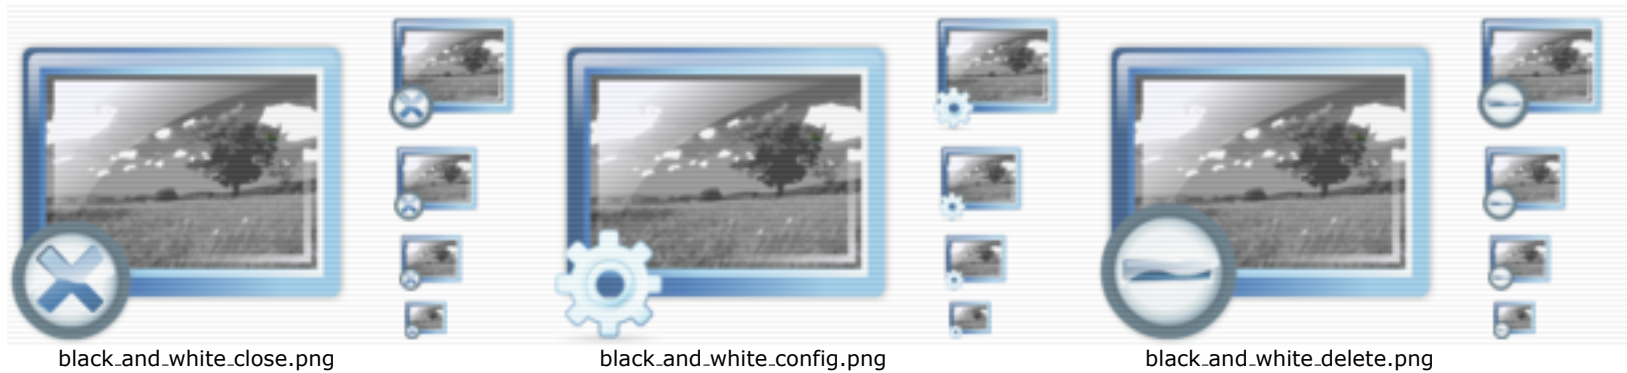 black_and_white_close.png
black_and_white_config.png
black_and_white_delete.png